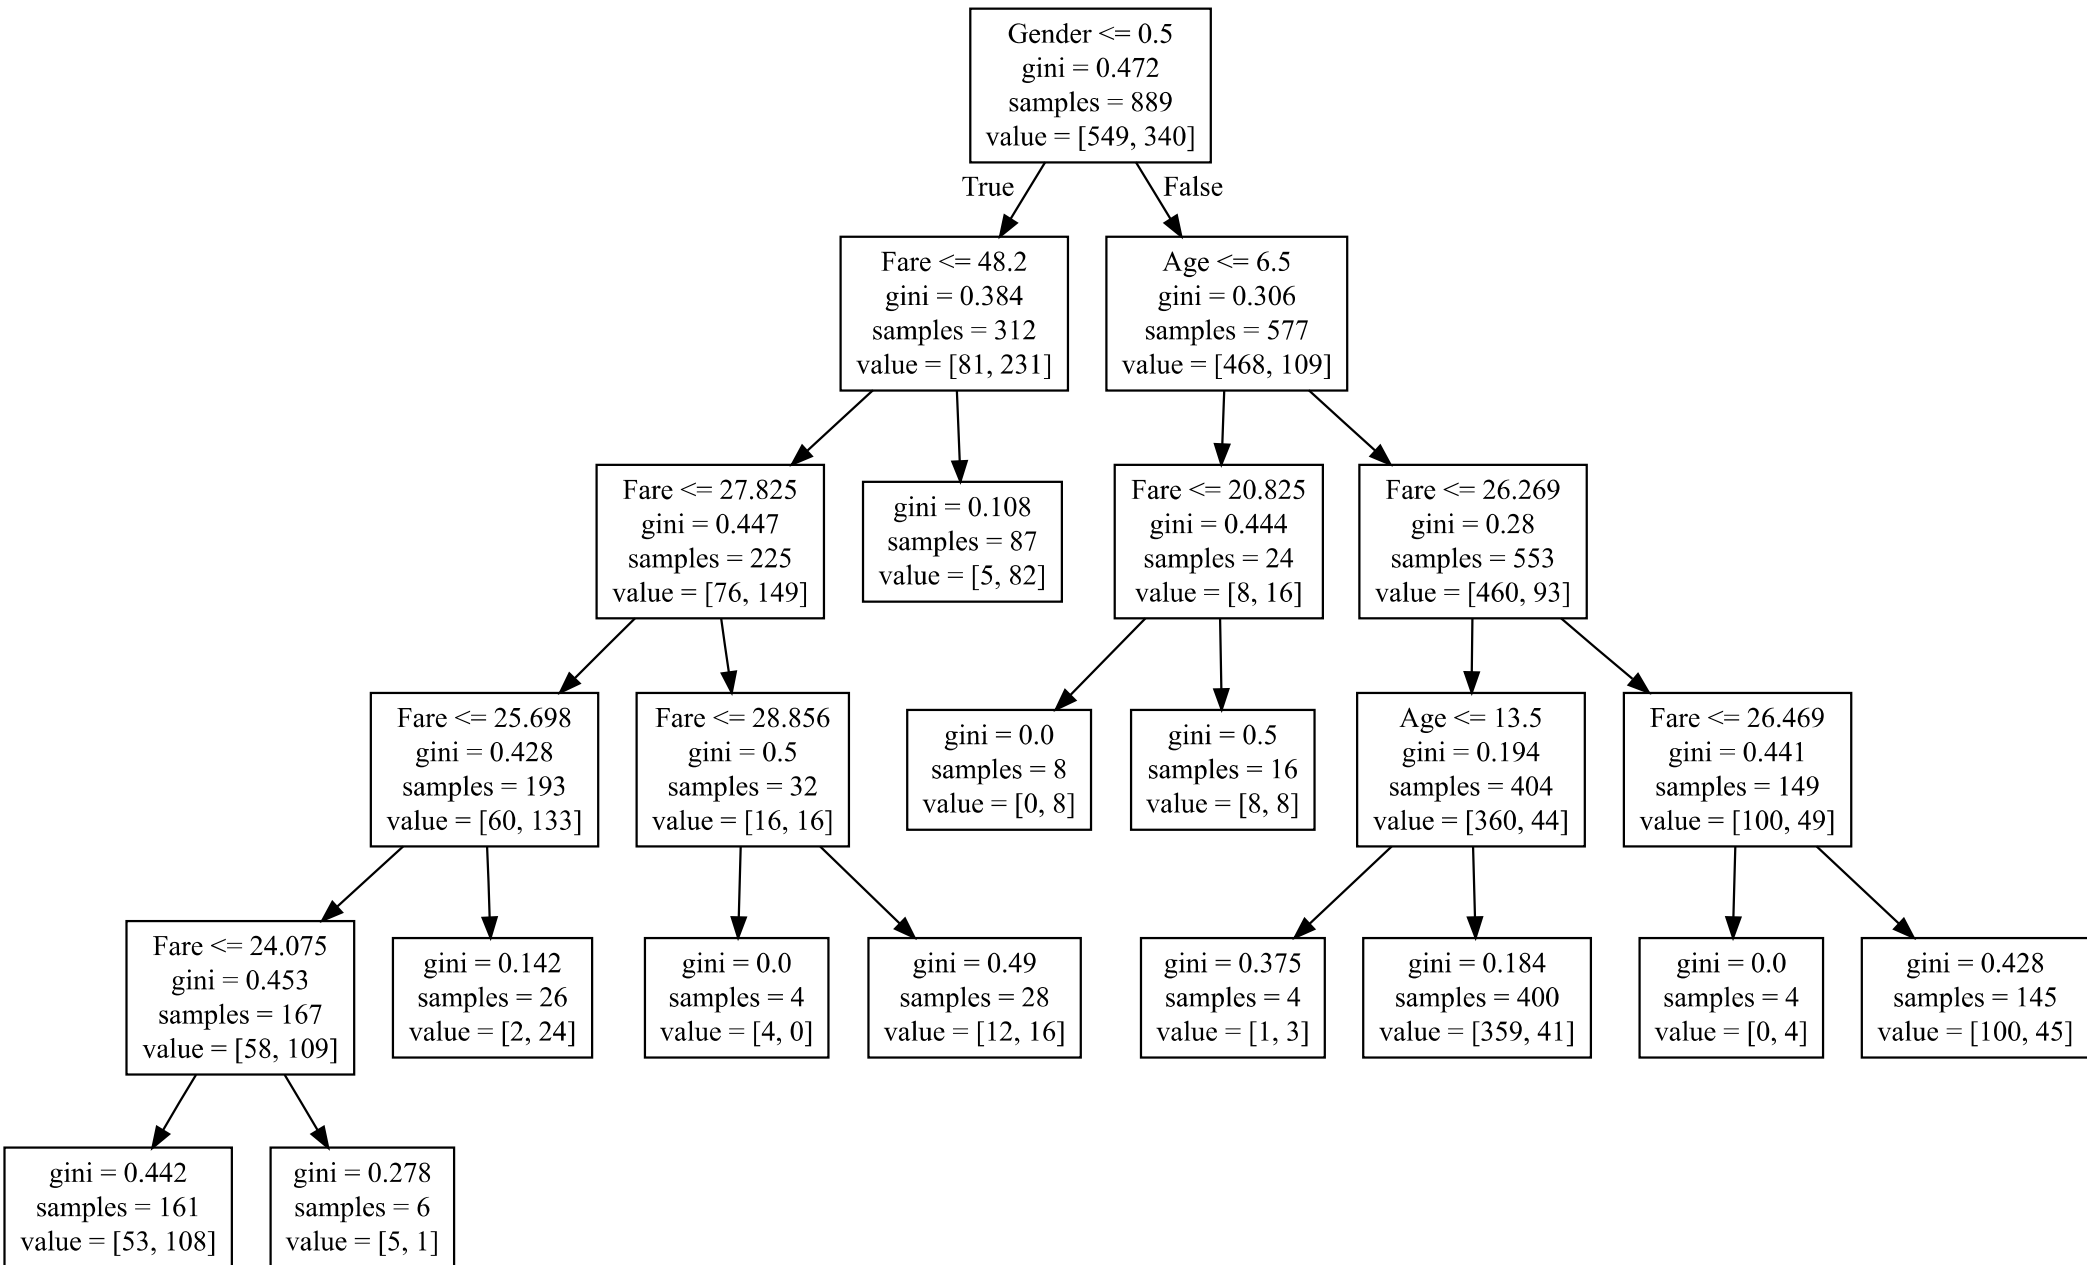 Gender <= 0.5
gini = 0.472
samples = 889
value = [549, 340]
True
False
Fare <= 48.2
gini = 0.384
samples = 312
value = [81, 231]
Age <= 6.5
gini = 0.306
samples = 577
value = [468, 109]
Fare <= 27.825
gini = 0.447
samples = 225
value = [76, 149]
gini = 0.108
samples = 87
value = [5, 82]
Fare <= 20.825
gini = 0.444
samples = 24
value = [8, 16]
Fare <= 26.269
gini = 0.28
samples = 553
value = [460, 93]
Fare <= 25.698
gini = 0.428
samples = 193
value = [60, 133]
Fare <= 28.856
gini = 0.5
samples = 32
value = [16, 16]
gini = 0.0
samples = 8
value = [0, 8]
gini = 0.5
samples = 16
value = [8, 8]
Age <= 13.5
gini = 0.194
samples = 404
value = [360, 44]
Fare <= 26.469
gini = 0.441
samples = 149
value = [100, 49]
Fare <= 24.075
gini = 0.453
samples = 167
value = [58, 109]
gini = 0.142
samples = 26
value = [2, 24]
gini = 0.0
samples = 4
value = [4, 0]
gini = 0.49
samples = 28
value = [12, 16]
gini = 0.375
samples = 4
value = [1, 3]
gini = 0.184
samples = 400
value = [359, 41]
gini = 0.0
samples = 4
value = [0, 4]
gini = 0.428
samples = 145
value = [100, 45]
gini = 0.442
samples = 161
value = [53, 108]
gini = 0.278
samples = 6
value = [5, 1]